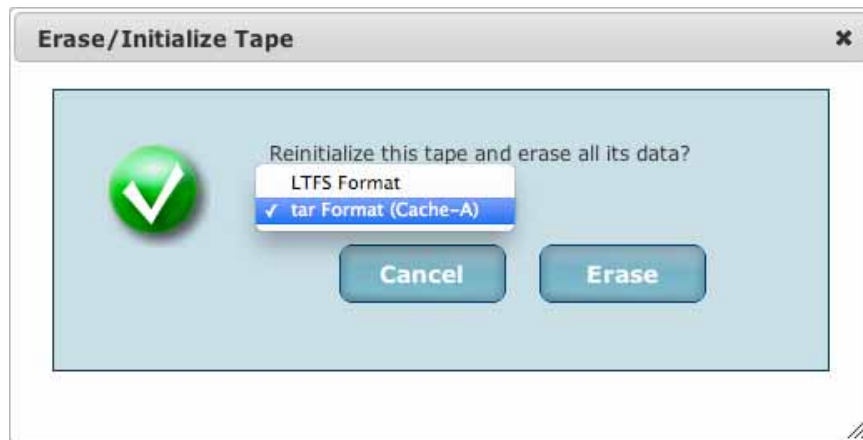 Erase/Initialize Tape
Reinitialize this tape and erase all its data?
LTFS Format
✓ tar Format (Cache-A)
Cancel
Erase